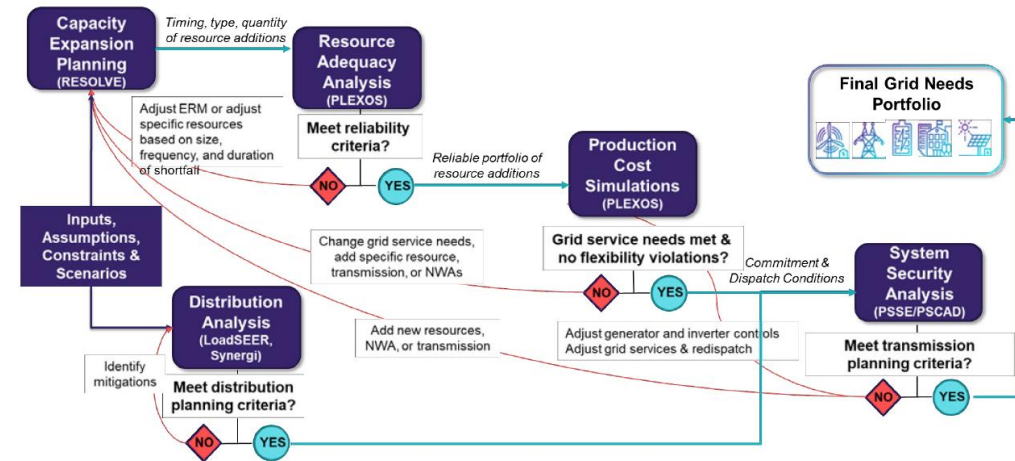 Capacity
Expansion
Planning
(RESOLVE)
Timing, type, quantity
of resource additions
Resource
Adequacy
Analysis
(PLEXOS)
Adjust ERM or adjust
specific resources
based on size,
frequency, and duration
of shortfall
Meet reliability
criteria?
NO
YES
Reliable portfolio of
resource additions
Production
Cost
Simulations
(PLEXOS)
Final Grid Needs
Portfolio
Inputs,
Assumptions,
Constraints &
Scenarios
Change grid service needs,
add specific resource,
transmission, or NWAs
Grid service needs met &
no flexibility violations?
NO
YES
Commitment &
Dispatch Conditions
System
Security
Analysis
(PSSE/PSCAD)
Distribution
Analysis
(LoadSEER,
Synergi)
Add new resources,
NWA, or transmission
Adjust generator and inverter controls
Adjust grid services & redispatch
Meet transmission
planning criteria?
NO
YES
Identify
mitigations
Meet distribution
planning criteria?
NO
YES